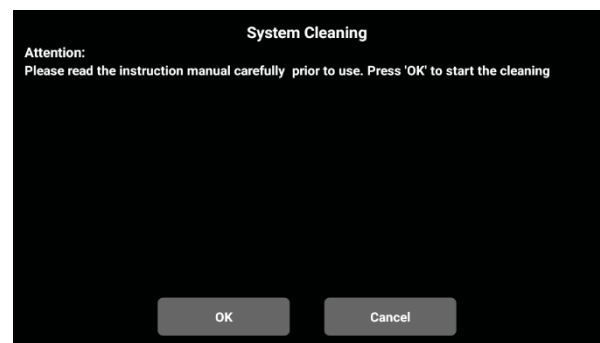 System Cleaning
Attention:
Please read the instruction manual carefully  prior to use. Press 'OK' to start the cleaning
OK
Cancel